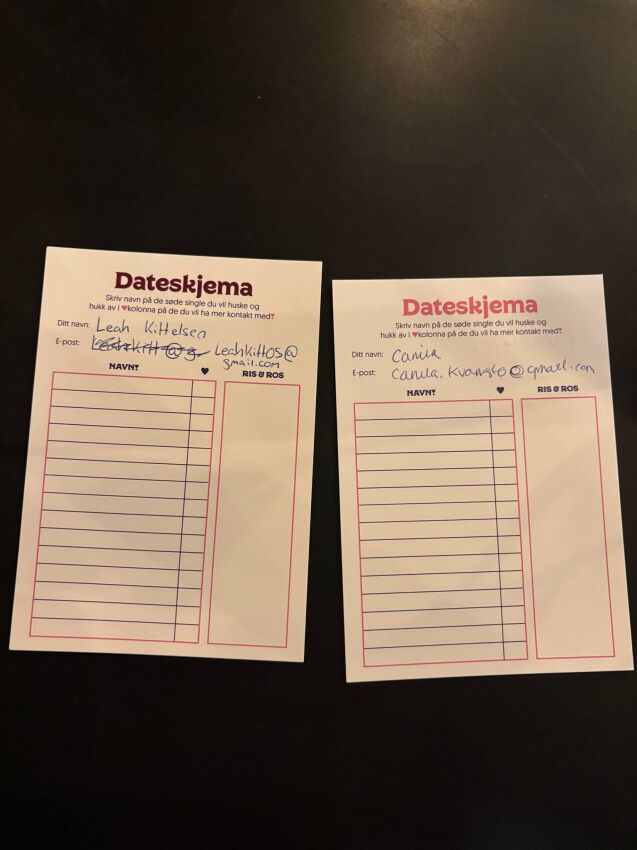 Dateskjema
Skriv navn på de søde single du vil huske og
hukk av i ♥kolonna på de du vil ha mer kontakt med!
Ditt navn: Leah Kittelsen
E-post: LeahKittOS@
gmail.com
NAVN! ♥ RIS & ROS
Dateskjema
Skriv navn på de søde single du vil huske og
hukk av i ♥kolonna på de du vil ha mer kontakt med!
Ditt navn: Camila
E-post: @gmail.com
NAVN! ♥ RIS & ROS